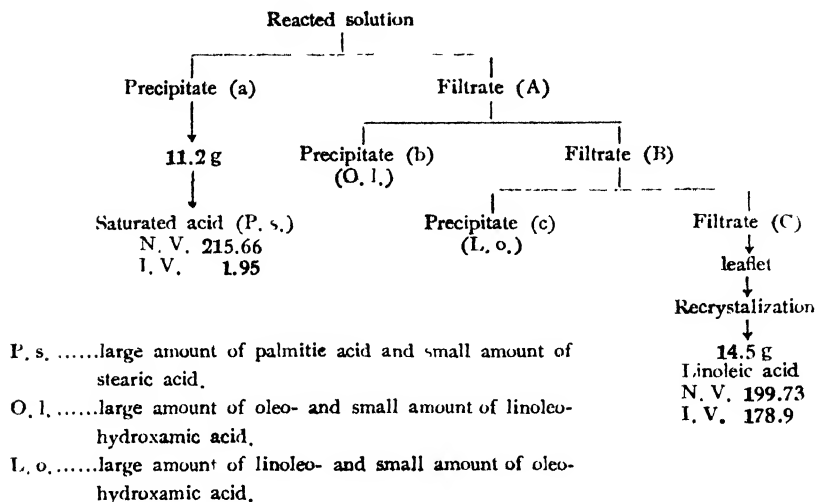 Reacted solution
Precipitate (a) Filtrate (A)
11.2 g Precipitate (b) Filtrate (B)
(O. l.)
Saturated acid (P. s.) Precipitate (c) Filtrate (C)
N. V. 215.66 (L. o.)
I. V. 1.95 leaflet
Recrystalization
P. s. ......large amount of palmitie acid and small amount of 14.5 g
stearic acid. Linoleic acid
O. l. ......large amount of oleo- and small amount of linoleo- N. V. 199.73
hydroxamic acid. I. V. 178.9
L. o. ......large amount of linoleo- and small amount of oleo-
hydroxamic acid.